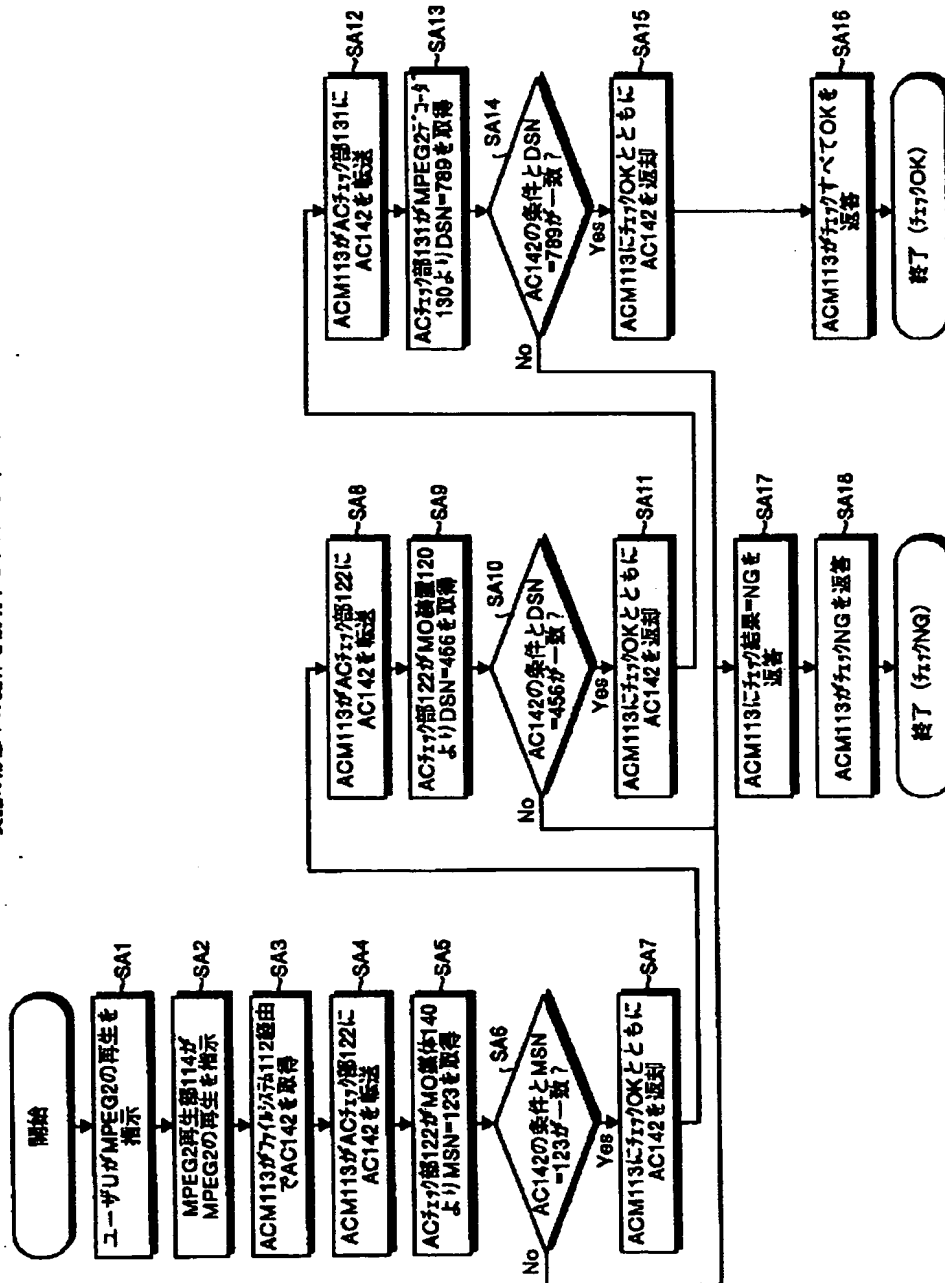 開始
ユーザUがMPEG2の再生を
指示
~SA1
MPEG2再生部114が
MPEG2の再生を指示
~SA2
ACM113がファイルシステム112経由
でAC142を取得
~SA3
ACM113がACチェック部122に
AC142を転送
~SA4
ACチェック部122がMO媒体140
よりMSN=123を取得
~SA5
AC142の条件とMSN
=123が一致?
SA6
No
Yes
ACM113にチェックOKとともに
AC142を返却
~SA7
ACM113がACチェック部122に
AC142を転送
~SA8
ACチェック部122がMO装置120
よりDSN=456を取得
~SA9
AC142の条件とDSN
=456が一致?
SA10
No
Yes
ACM113にチェックOKとともに
AC142を返却
~SA11
ACM113がACチェック部131に
AC142を転送
~SA12
ACチェック部131がMPEG2デコーダ
130よりDSN=789を取得
~SA13
AC142の条件とDSN
=789が一致?
SA14
No
Yes
ACM113にチェックOKとともに
AC142を返却
~SA15
ACM113がチェックすべてOKを
返答
~SA16
終了(チェックOK)
ACM113にチェック結果=NGを
返答
~SA17
ACM113がチェックNGを返答
~SA18
終了(チェックNG)